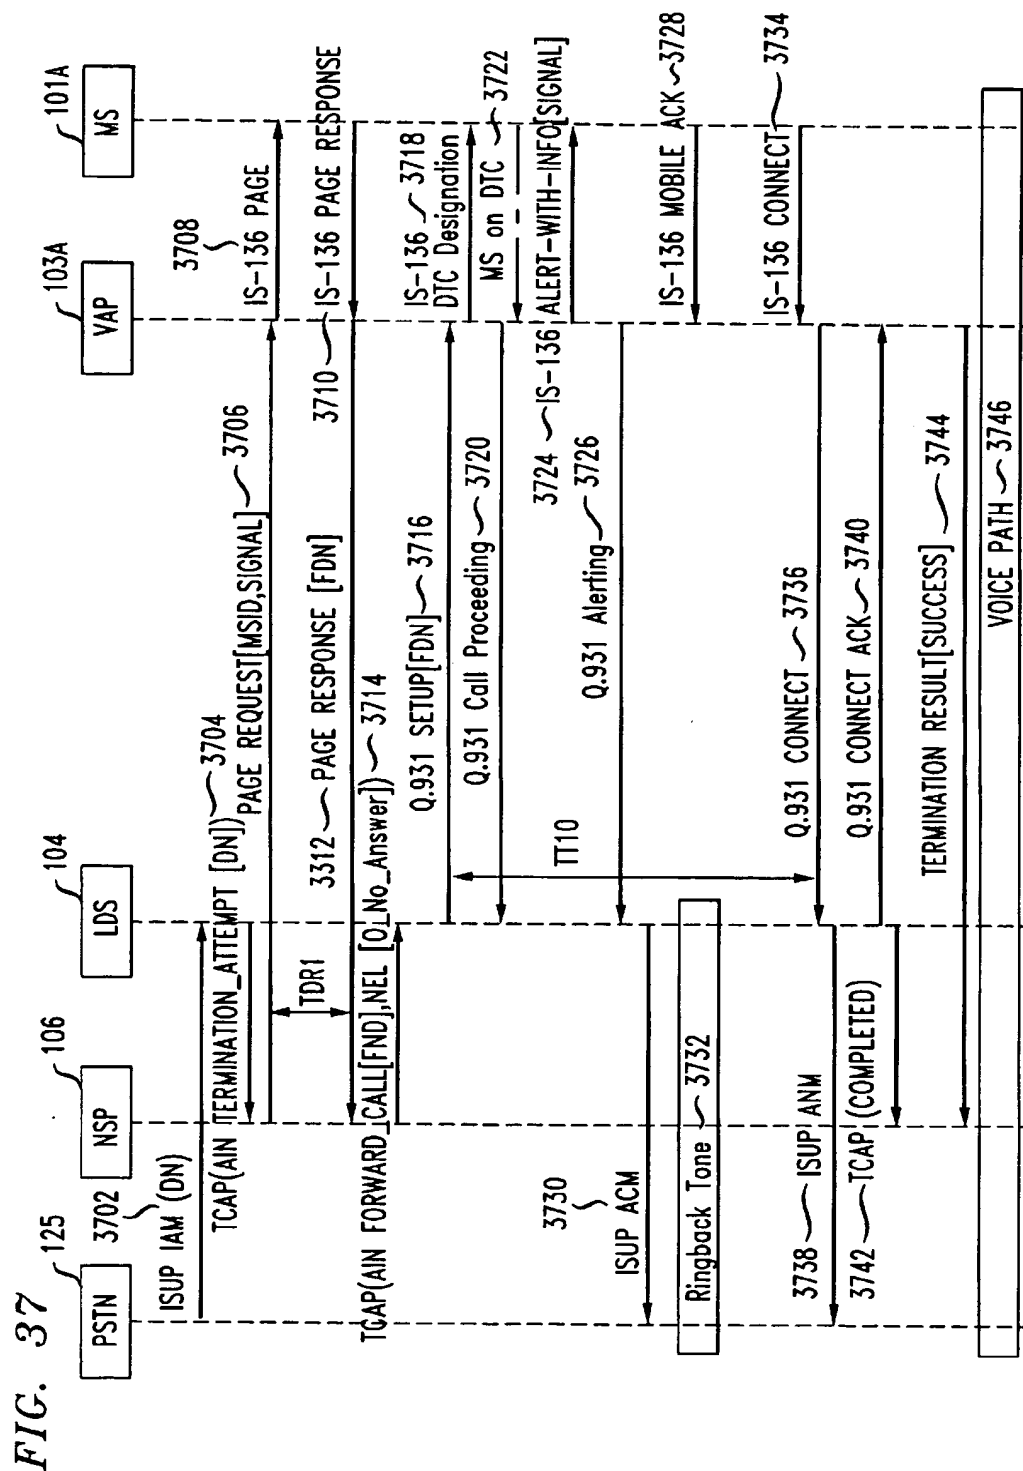 FIG. 37
125
PSTN
106
NSP
104
LDS
103A
VAP
101A
MS
3702
ISUP IAM (DN)
TCAP(AIN TERMINATION_ATTEMPT [DN])
3704
PAGE REQUEST[MSID,SIGNAL]
3706
3708
IS-136 PAGE
TDR1
3312
PAGE RESPONSE [FDN]
3710
IS-136 PAGE RESPONSE
TCAP(AIN FORWARD_CALL[FND],NEL [O_No_Answer])
3714
Q.931 SETUP[FDN]
3716
IS-136
3718
DTC Designation
Q.931 Call Proceeding
3720
MS on DTC
3722
3724
IS-136 ALERT-WITH-INFO[SIGNAL]
TT10
Q.931 Alerting
3726
3730
ISUP ACM
IS-136 MOBILE ACK
3728
Ringback Tone
3732
IS-136 CONNECT
3734
Q.931 CONNECT
3736
3738
ISUP ANM
Q.931 CONNECT ACK
3740
3742
TCAP (COMPLETED)
TERMINATION RESULT[SUCCESS]
3744
VOICE PATH
3746